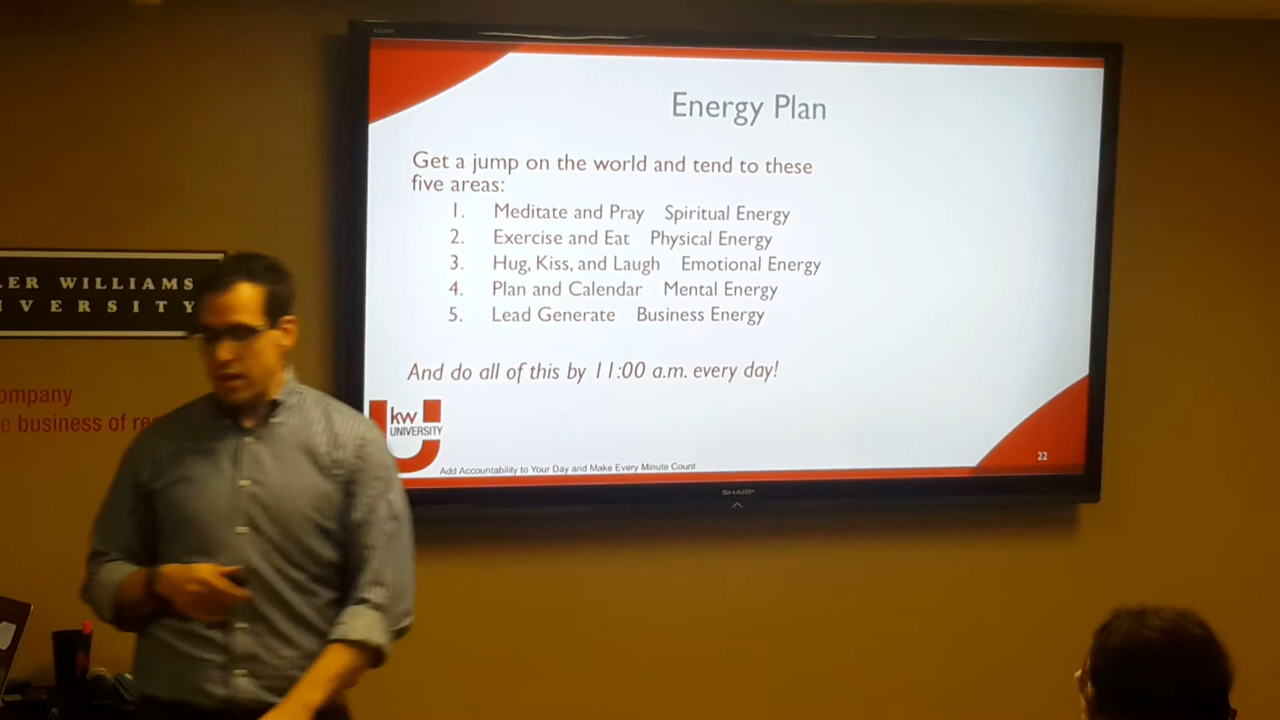 Energy Plan
Get a jump on the world and tend to these
five areas:
1. Meditate and Pray Spiritual Energy
2. Exercise and Eat Physical Energy
3. Hug, Kiss, and Laugh Emotional Energy
4. Plan and Calendar Mental Energy
5. Lead Generate Business Energy
And do all of this by 11:00 a.m. every day!
kw
UNIVERSITY
Add Accountability to Your Day and Make Every Minute Count
22
SHARP
ER WILLIAMS
VERSITY
ompany
e business of re